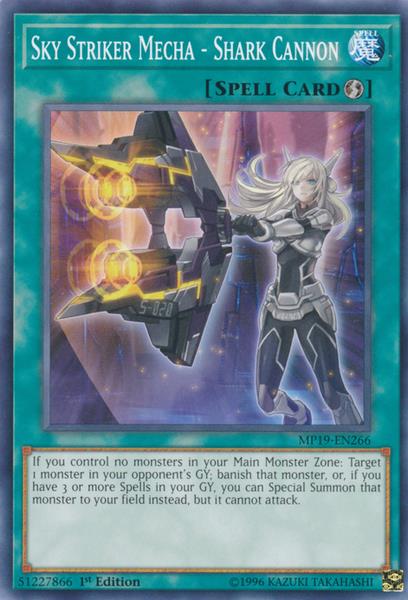 Sky Striker Mecha - Shark Cannon
SPELL
魔
[Spell Card]
S-020
MP19-EN266
If you control no monsters in your Main Monster Zone: Target
1 monster in your opponent's GY; banish that monster, or, if you
have 3 or more Spells in your GY, you can Special Summon that
monster to your field instead, but it cannot attack.
51227866 1st Edition ©1996 KAZUKI TAKAHASHI